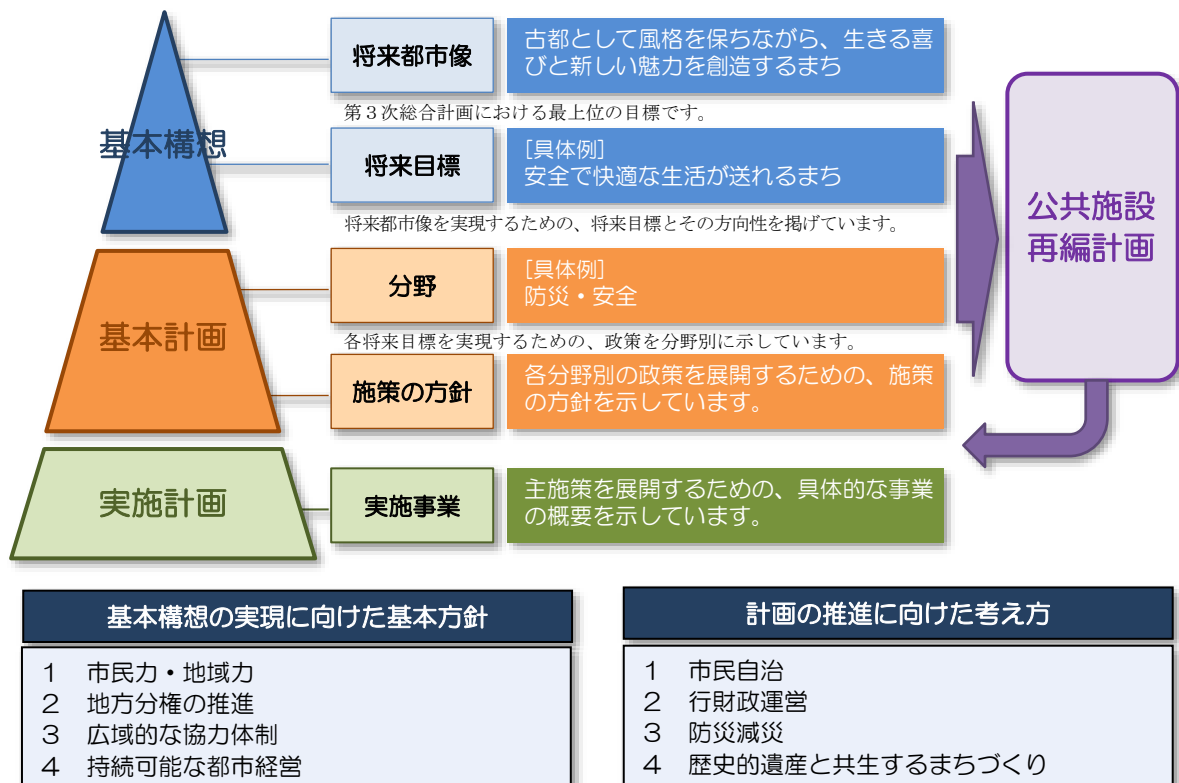 基本構想
将来都市像
古都として風格を保ちながら、生きる喜
びと新しい魅力を創造するまち
第3次総合計画における最上位の目標です。
将来目標
[具体例]
安全で快適な生活が送れるまち
将来都市像を実現するための、将来目標とその方向性を掲げています。
基本計画
分野
[具体例]
防災・安全
各将来目標を実現するための、政策を分野別に示しています。
施策の方針
各分野別の政策を展開するための、施策
の方針を示しています。
実施計画
実施事業
主施策を展開するための、具体的な事業
の概要を示しています。
公共施設
再編計画
基本構想の実現に向けた基本方針
1 市民力・地域力
2 地方分権の推進
3 広域的な協力体制
4 持続可能な都市経営
計画の推進に向けた考え方
1 市民自治
2 行財政運営
3 防災減災
4 歴史的遺産と共生するまちづくり